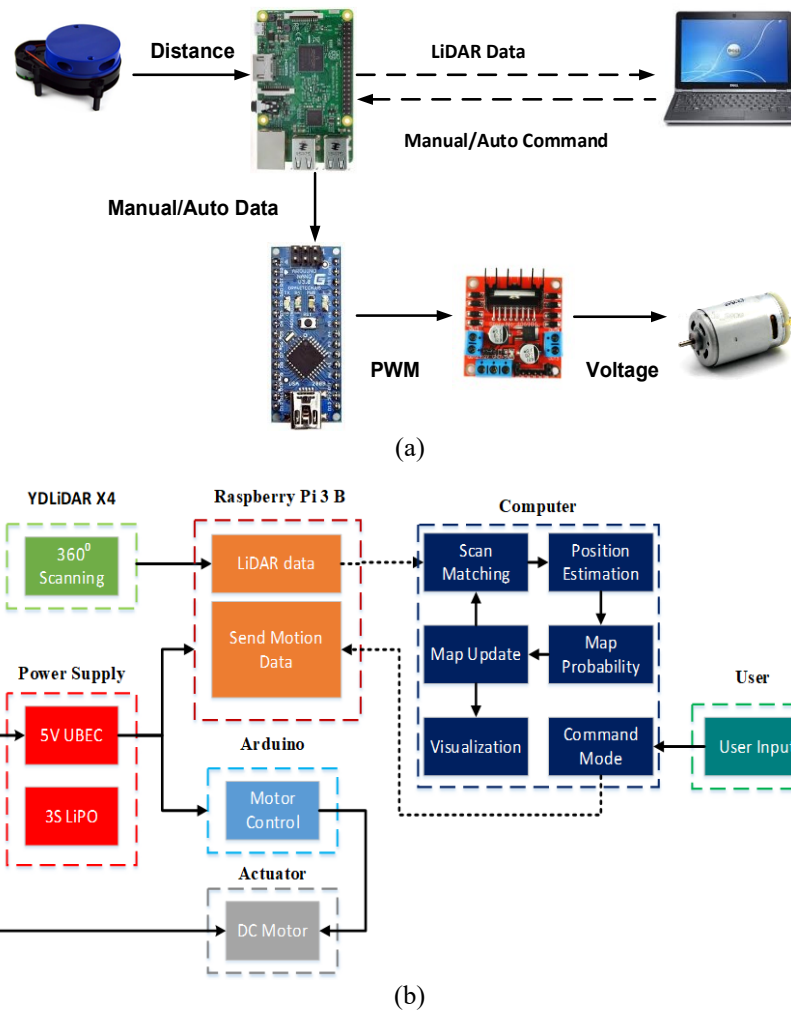 Distance
LiDAR Data
Manual/Auto Command
Manual/Auto Data
PWM
Voltage
(a)
YDLiDAR X4
Raspberry Pi 3 B
Computer
360⁰
Scanning
LiDAR data
Scan
Matching
Position
Estimation
Send Motion
Data
Map Update
Map
Probability
Power Supply
User
5V UBEC
Arduino
Visualization
Command
Mode
User Input
3S LiPO
Motor
Control
Actuator
DC Motor
(b)